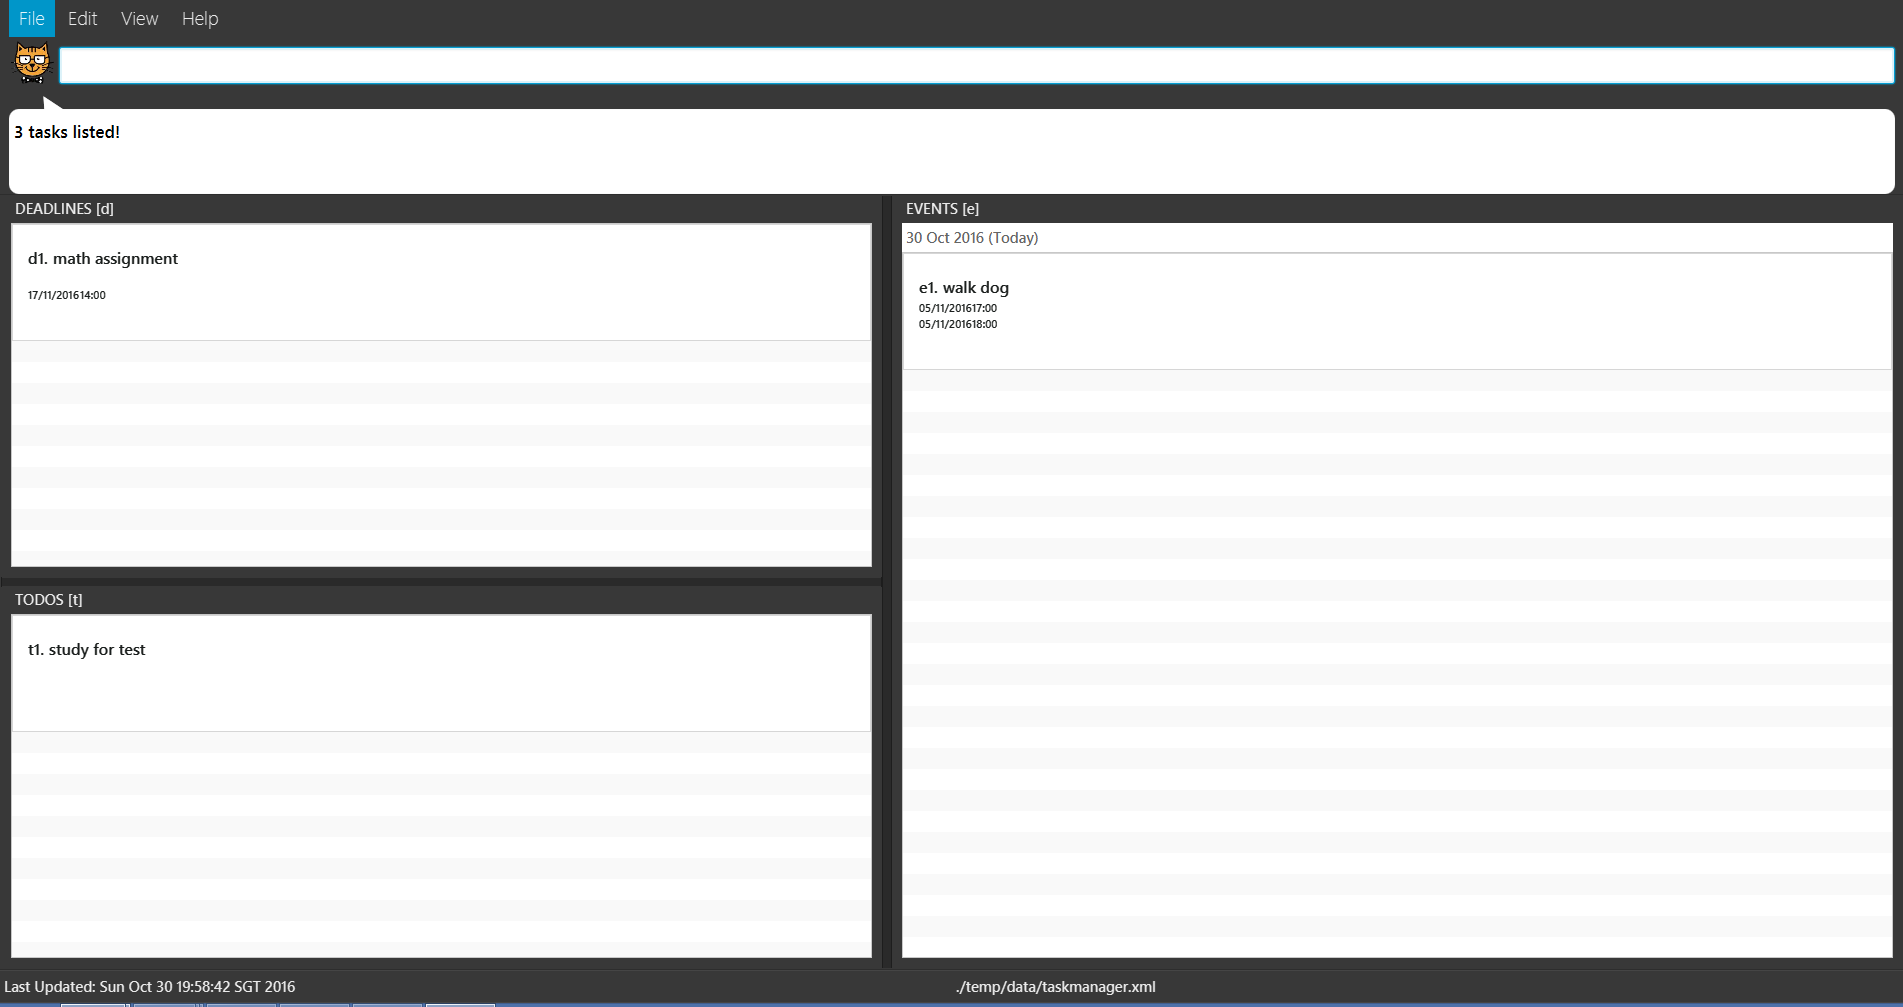 File Edit View Help
3 tasks listed!
DEADLINES [d]
d1. math assignment
17/11/201614:00
TODOS [t]
t1. study for test
EVENTS [e]
30 Oct 2016 (Today)
e1. walk dog
05/11/201617:00
05/11/201618:00
Last Updated: Sun Oct 30 19:58:42 SGT 2016
./temp/data/taskmanager.xml